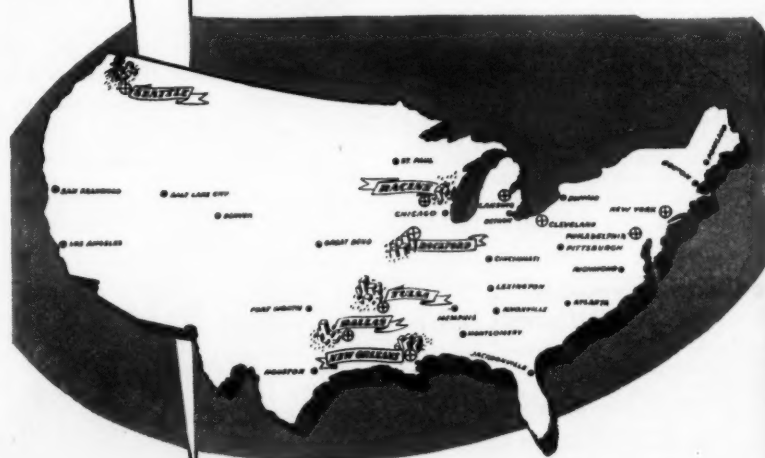 SEATTLE
ST. PAUL
PORTLAND
BOSTON
SAN FRANCISCO
SALT LAKE CITY
RACINE
LANSING
BUFFALO
DENVER
CHICAGO
DETROIT
CLEVELAND
NEW YORK
PHILADELPHIA
LOS ANGELES
GREAT BEND
ROCKFORD
PITTSBURGH
CINCINNATI
RICHMOND
LEXINGTON
TULSA
FORT WORTH
MEMPHIS
KNOXVILLE
ATLANTA
DALLAS
MONTGOMERY
NEW ORLEANS
HOUSTON
JACKSONVILLE